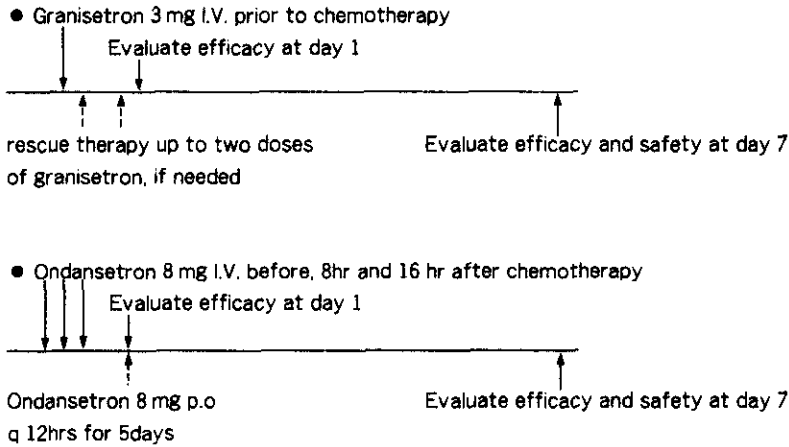 ● Granisetron 3 mg I.V. prior to chemotherapy
Evaluate efficacy at day 1
rescue therapy up to two doses
of granisetron, if needed
Evaluate efficacy and safety at day 7
● Ondansetron 8 mg I.V. before, 8hr and 16 hr after chemotherapy
Evaluate efficacy at day 1
Ondansetron 8 mg p.o
q 12hrs for 5days
Evaluate efficacy and safety at day 7